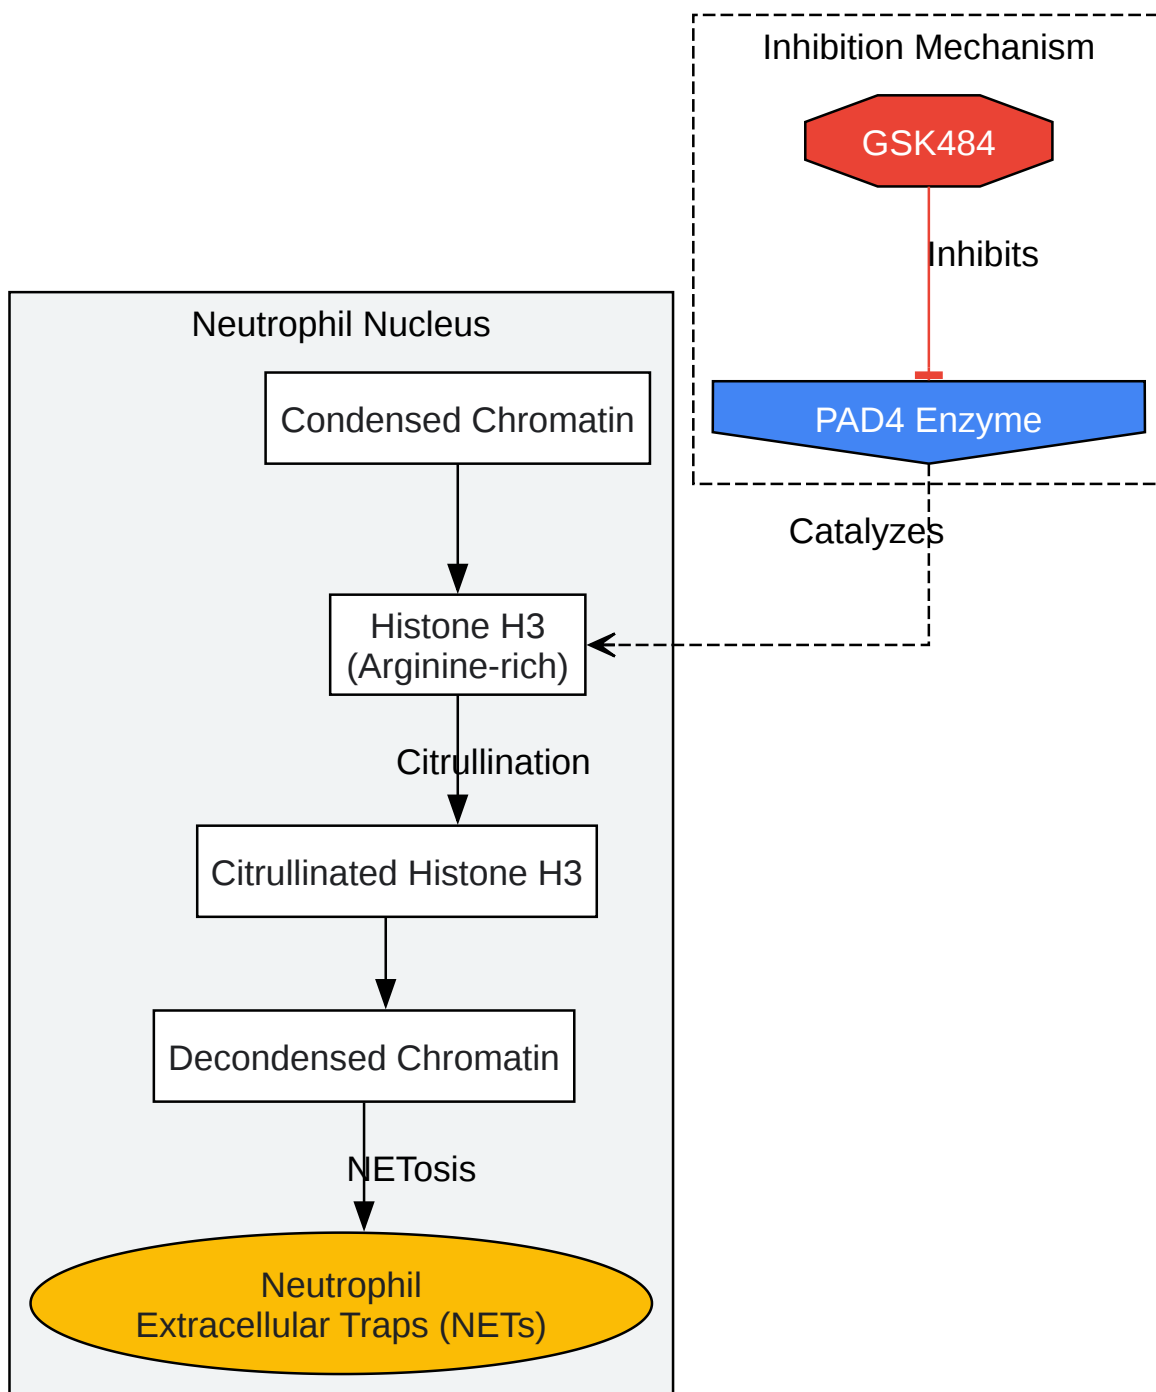 Inhibition Mechanism
GSK484
Inhibits
PAD4 Enzyme
Catalyzes
Neutrophil Nucleus
Condensed Chromatin
Histone H3
(Arginine-rich)
Citrullination
Citrullinated Histone H3
Decondensed Chromatin
NETosis
Neutrophil
Extracellular Traps (NETs)